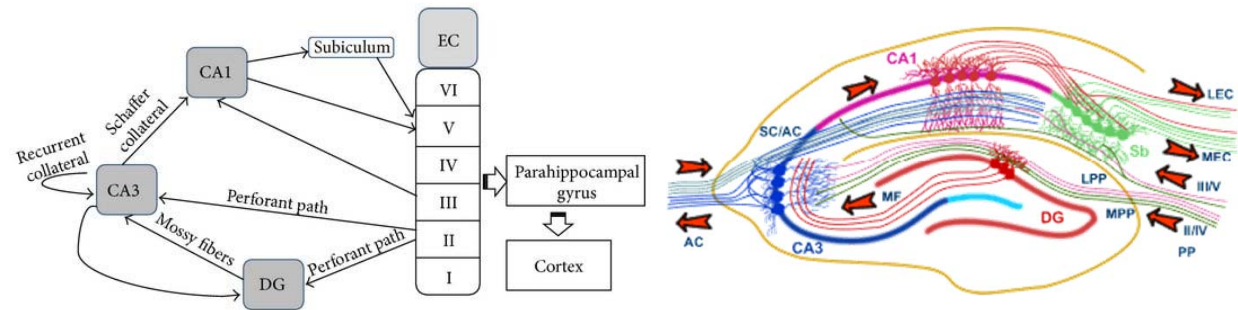 EC
VI
V
IV
III
II
I
CA1
Subiculum
Schaffer
collateral
Recurrent
collateral
CA3
Perforant path
Mossy fibers
Perforant path
DG
Parahippocampal
gyrus
Cortex
CA1
LEC
SC/AC
Sb
MEC
LPP
III/V
MF
DG
MPP
II/IV
PP
AC
CA3